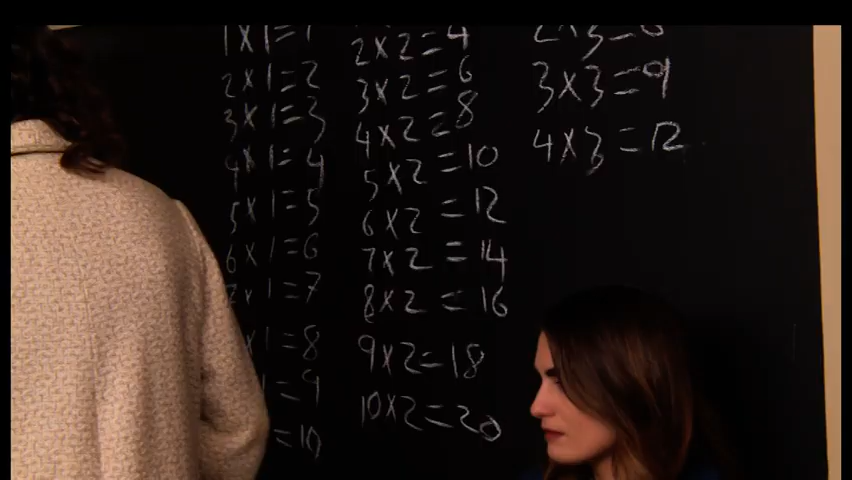 1x1=1
2x1=2
3x1=3
4x1=4
5x1=5
6x1=6
7x1=7
x1=8
1=9
=10
2x2=4
3x2=6
4x2=8
5x2=10
6x2=12
7x2=14
8x2=16
9x2=18
10x2=20
2x3=6
3x3=9
4x3=12